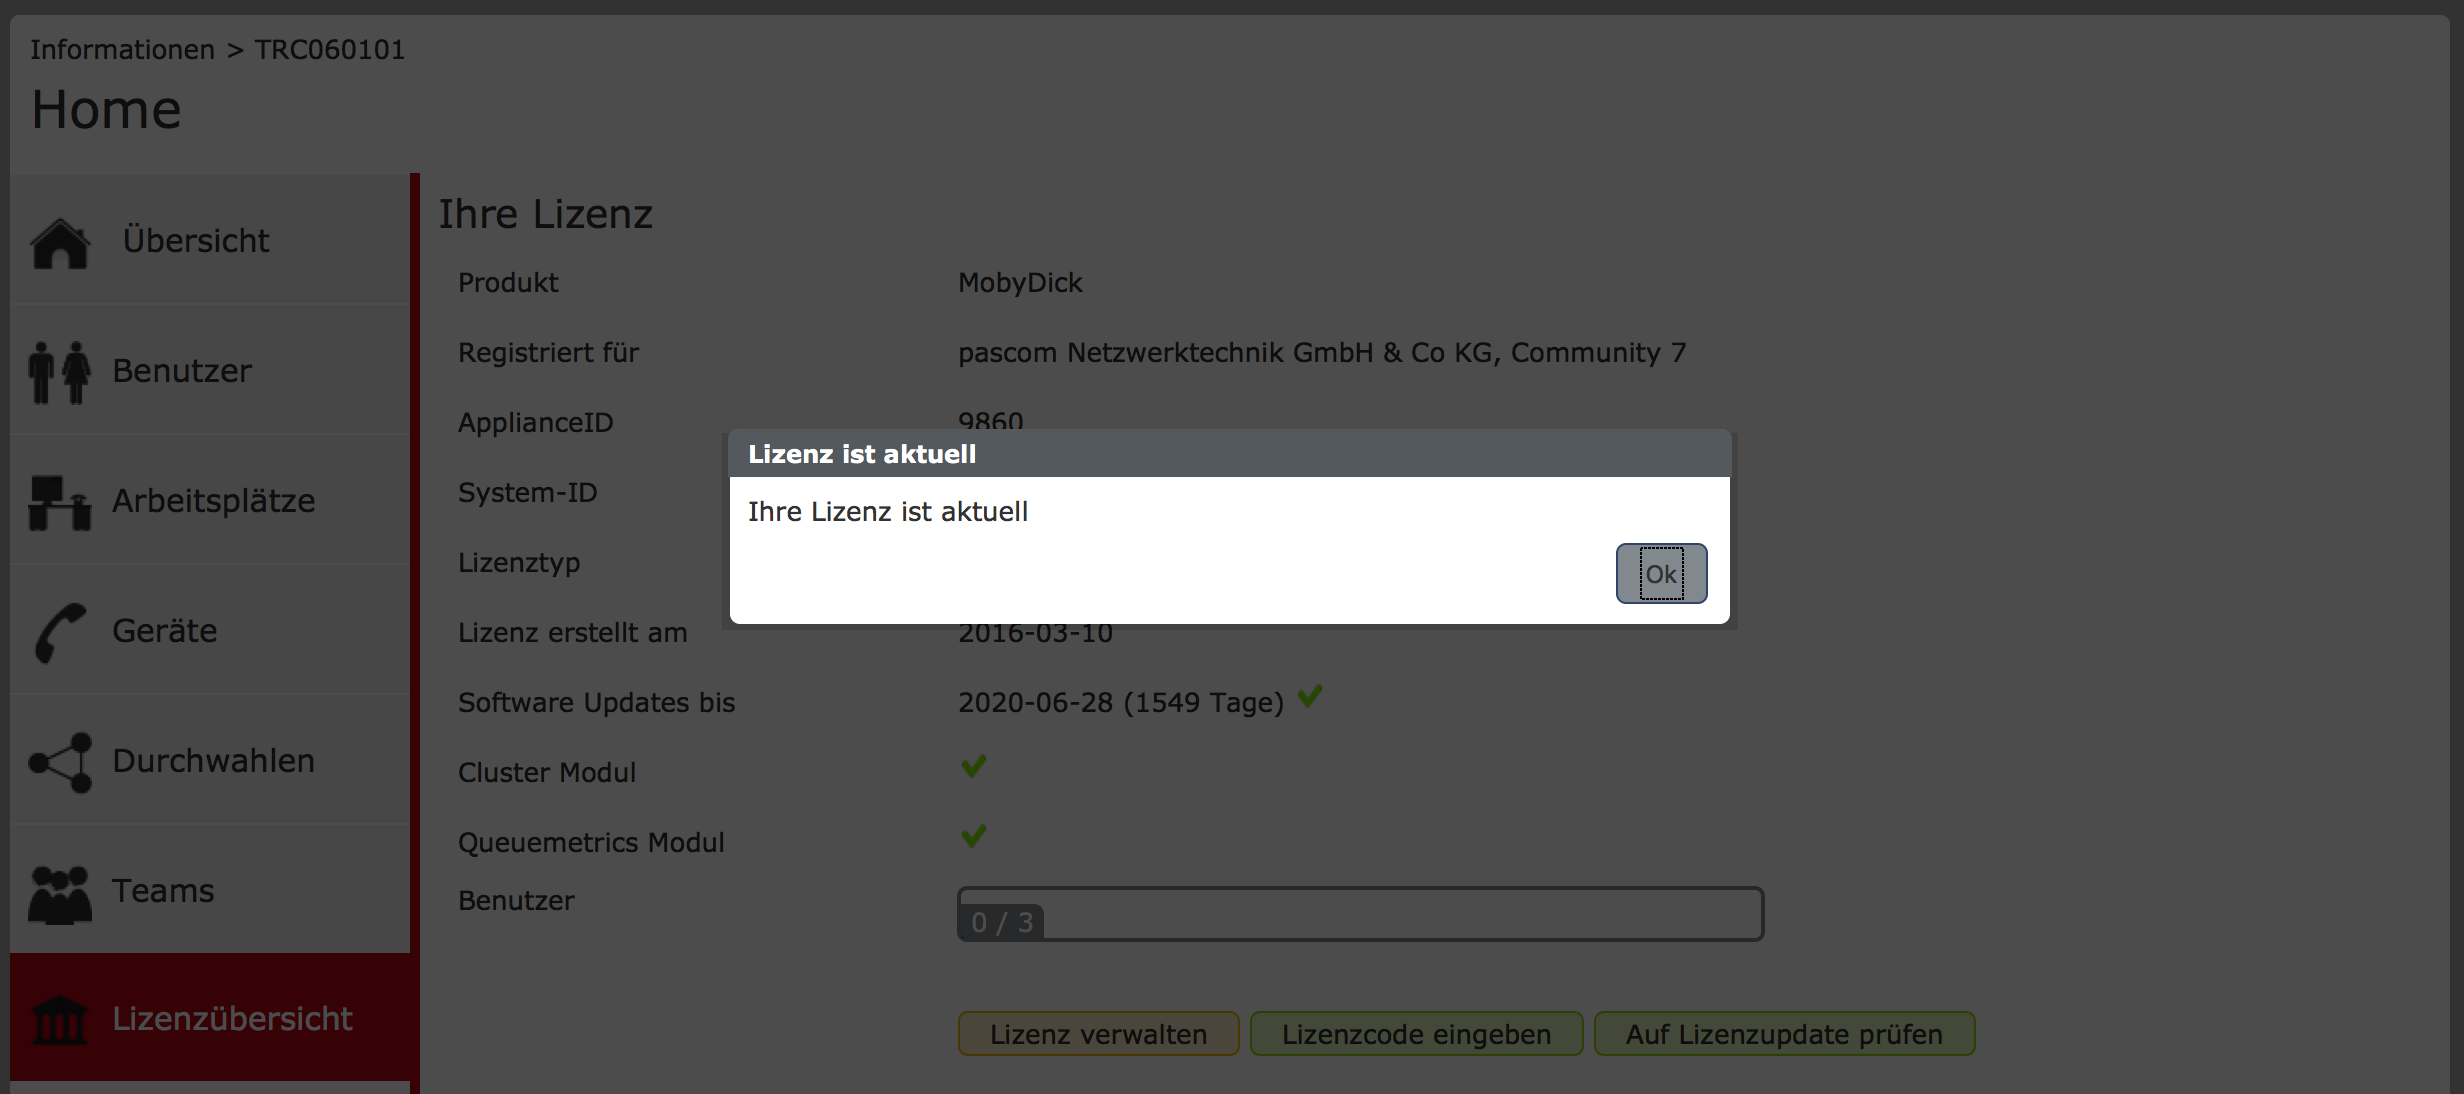 Informationen > TRC060101
Home
Übersicht
Benutzer
Arbeitsplätze
Geräte
Durchwahlen
Teams
Lizenzübersicht
Ihre Lizenz
Produkt MobyDick
Registriert für pascom Netzwerktechnik GmbH & Co KG, Community 7
ApplianceID 9860
System-ID
Lizenztyp
Lizenz erstellt am 2016-03-10
Software Updates bis 2020-06-28 (1549 Tage)
Cluster Modul
Queuemetrics Modul
Benutzer 0 / 3
Lizenz verwalten Lizenzcode eingeben Auf Lizenzupdate prüfen
Lizenz ist aktuell
Ihre Lizenz ist aktuell
Ok